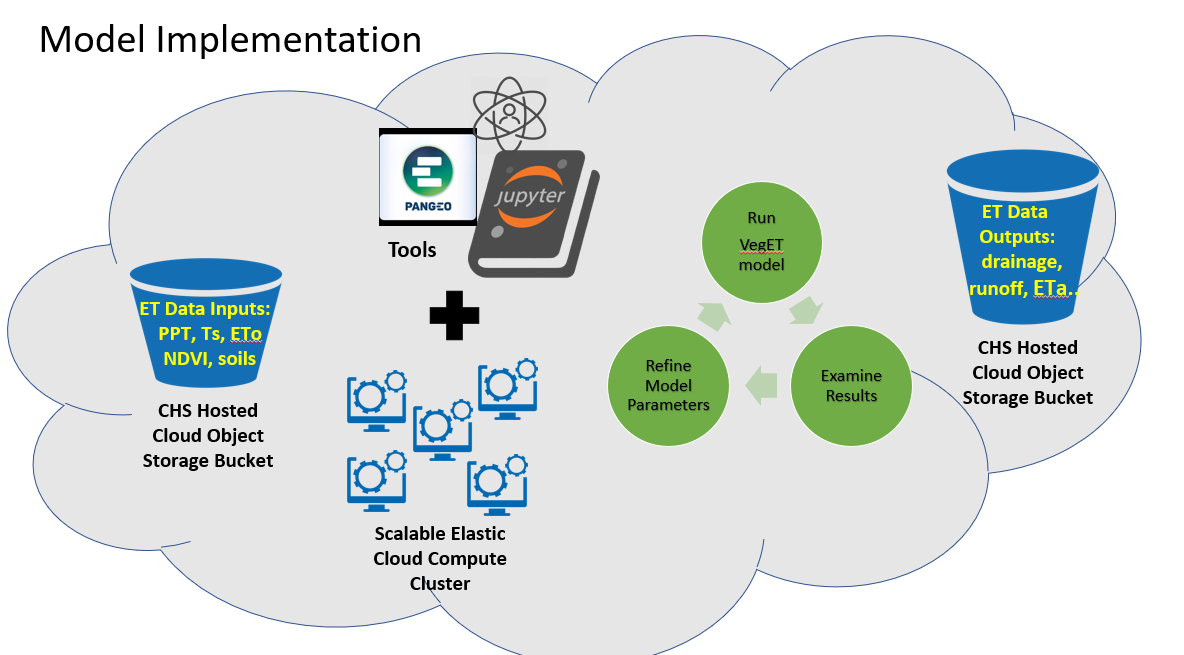 Model Implementation
PANGEO
jupyter
Tools
ET Data Inputs:
PPT, Ts, ETo
NDVI, soils
CHS Hosted
Cloud Object
Storage Bucket
Scalable Elastic
Cloud Compute
Cluster
Run
VegET
model
Examine
Results
Refine
Model
Parameters
ET Data
Outputs:
drainage,
runoff, ETa..
CHS Hosted
Cloud Object
Storage Bucket